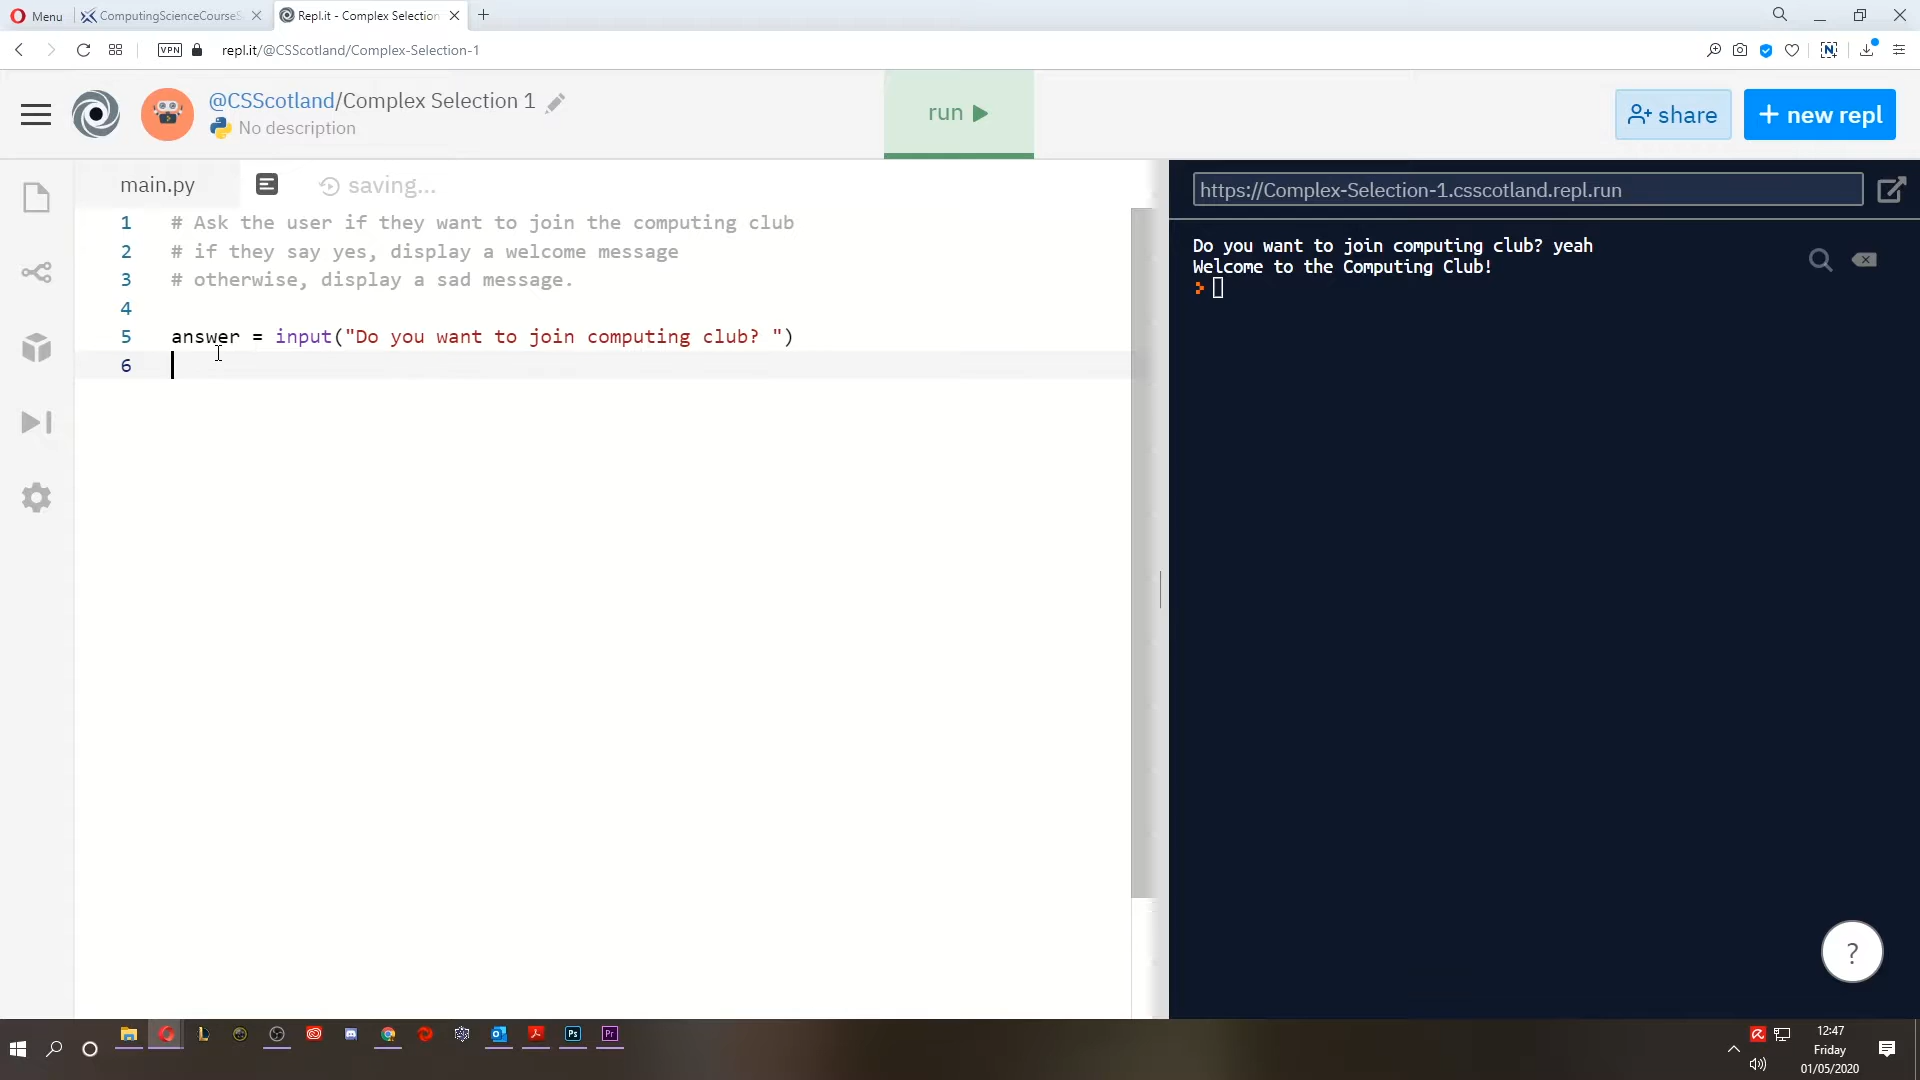 Menu
ComputingScienceCourseS
Repl.it - Complex Selection
VPN
repl.it/@CSScotland/Complex-Selection-1
N
@CSScotland/Complex Selection 1
No description
run
share
+ new repl
main.py
saving...
https://Complex-Selection-1.csscotland.repl.run
1 # Ask the user if they want to join the computing club
2 # if they say yes, display a welcome message
3 # otherwise, display a sad message.
4
5 answer = input("Do you want to join computing club? ")
6
Do you want to join computing club? yeah
Welcome to the Computing Club!
>
?
Ps
Pr
12:47
Friday
01/05/2020